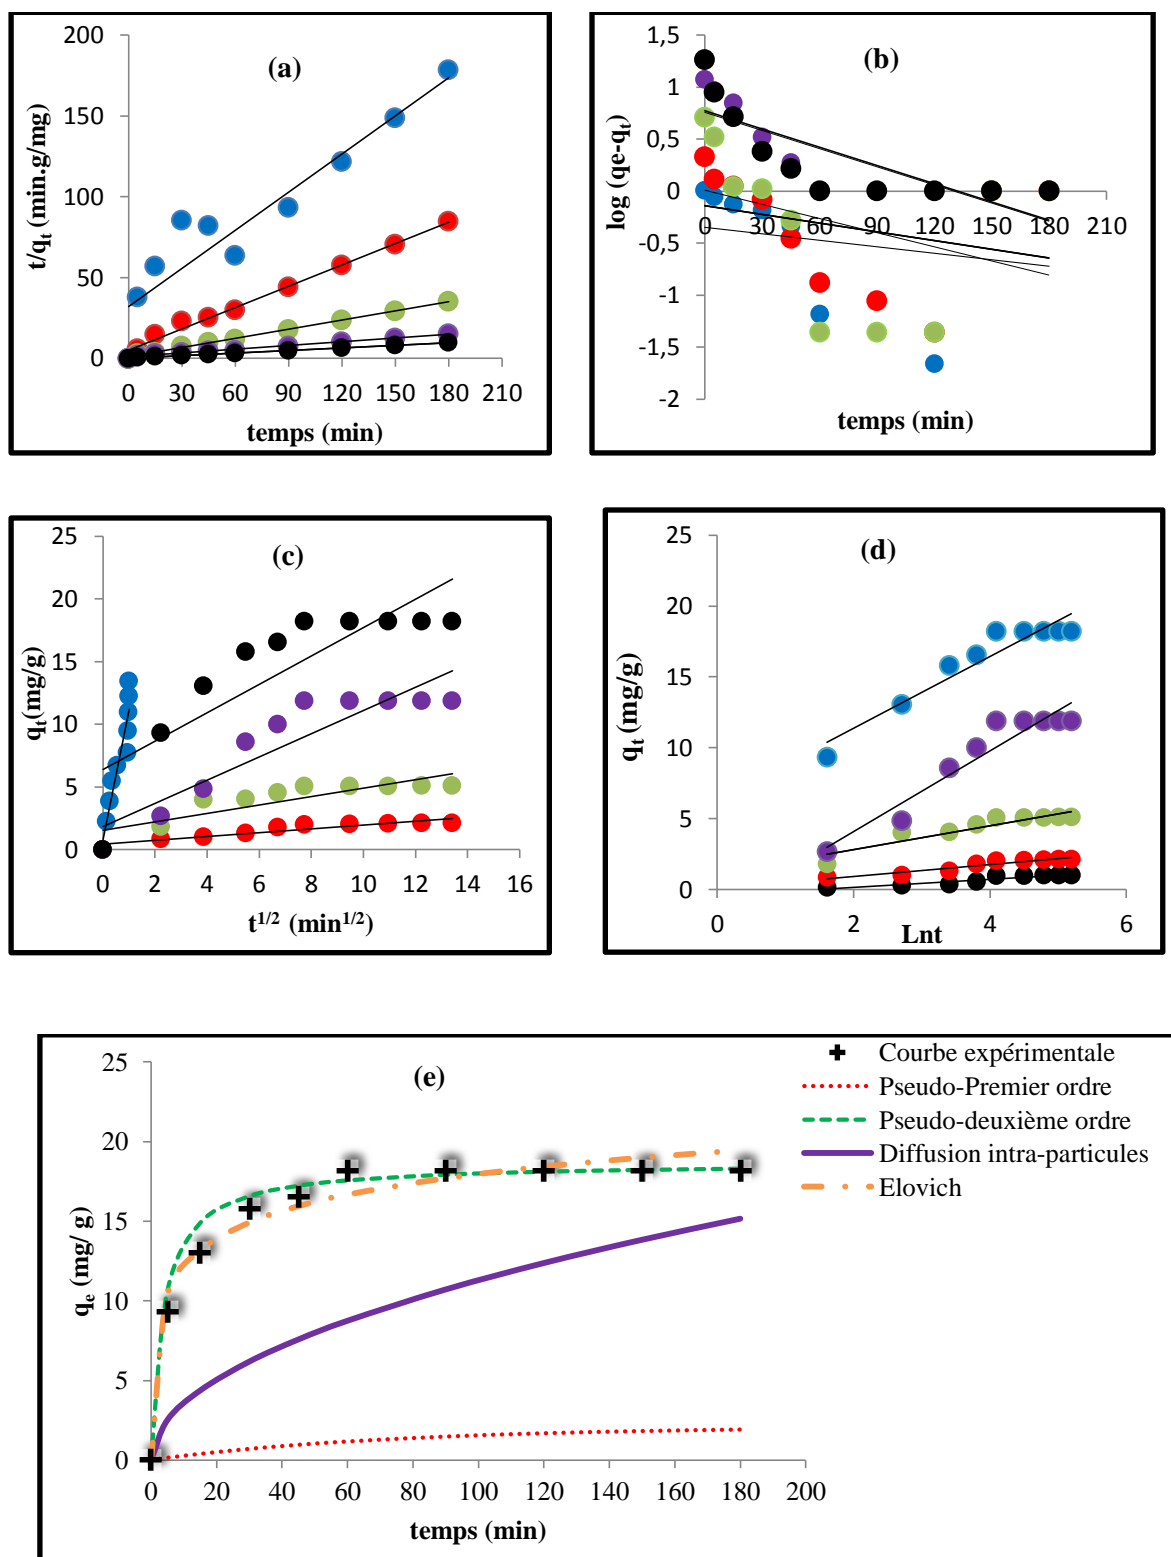 (a)
t/qt (min.g/mg)
200
150
100
50
0
0 30 60 90 120 150 180 210
temps (min)
(b)
log (qe-qt)
1,5
1
0,5
0
-0,5
-1
-1,5
-2
0 30 60 90 120 150 180 210
temps (min)
(c)
qt(mg/g)
25
20
15
10
5
0
0 2 4 6 8 10 12 14 16
t1/2 (min1/2)
(d)
qt (mg/g)
25
20
15
10
5
0
0 2 4 6
Lnt
(e)
qe (mg/ g)
25
20
15
10
5
0
0 20 40 60 80 100 120 140 160 180 200
temps (min)
Courbe expérimentale
Pseudo-Premier ordre
Pseudo-deuxième ordre
Diffusion intra-particules
Elovich